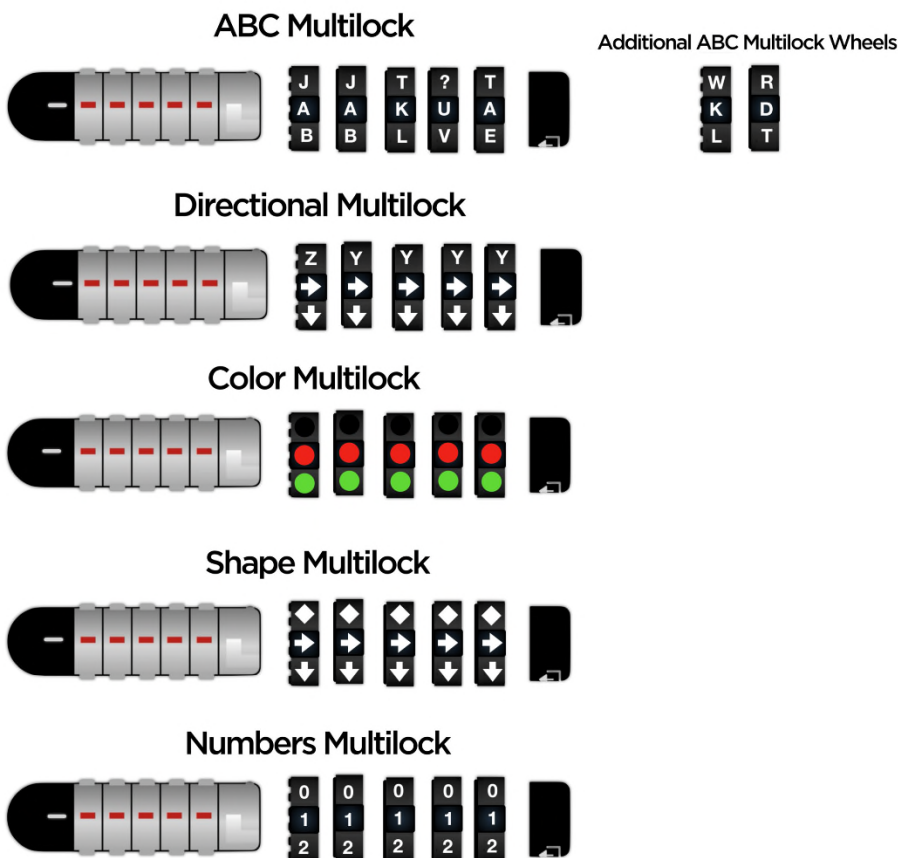 ABC Multilock
Additional ABC Multilock Wheels
J J T ? T W R
A A K U A K D
B B L V E L T
Directional Multilock
Z Y Y Y Y
Color Multilock
Shape Multilock
Numbers Multilock
0 0 0 0 0
1 1 1 1 1
2 2 2 2 2